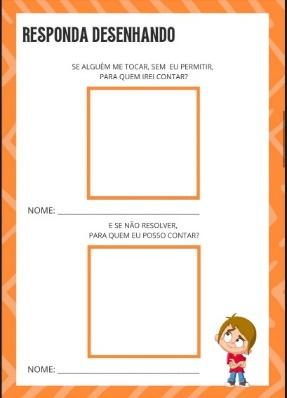 RESPONDA DESENHANDO
SE ALGUÉM ME TOCAR, SEM EU PERMITIR,
PARA QUEM IREI CONTAR?
NOME: ______________________________
E SE NÃO RESOLVER,
PARA QUEM EU POSSO CONTAR?
NOME: ______________________________